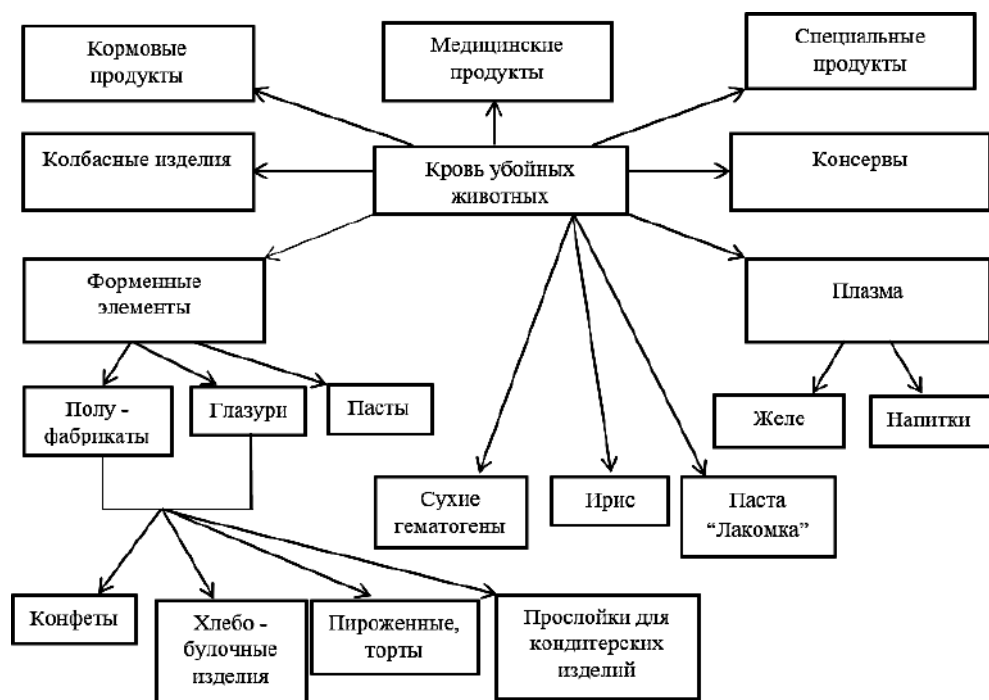 Кормовые
продукты
Медицинские
продукты
Специальные
продукты
Колбасные изделия
Кровь убойных
животных
Консервы
Форменные
элементы
Плазма
Полу -
фабрикаты
Глазури
Пасты
Желе
Напитки
Сухие
гематогены
Ирис
Паста
“Лакомка”
Конфеты
Хлебо -
булочные
изделия
Пироженные,
торты
Прослойки для
кондитерских
изделий